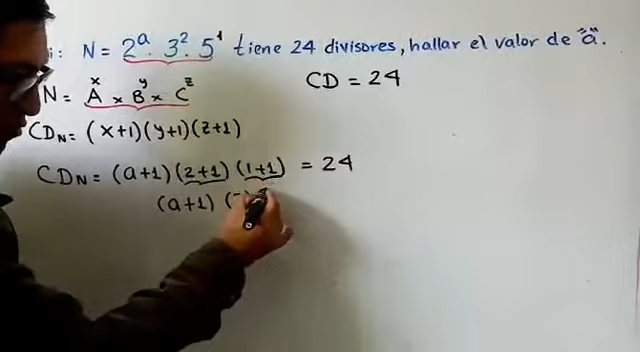 i: N = 2ᵃ · 3² · 5¹ tiene 24 divisores, hallar el valor de "a".
N = Aˣ × Bʸ × Cᶻ CD = 24
CDN = (x+1)(y+1)(z+1)
CDN = (a+1)(2+1)(1+1) = 24
(a+1)